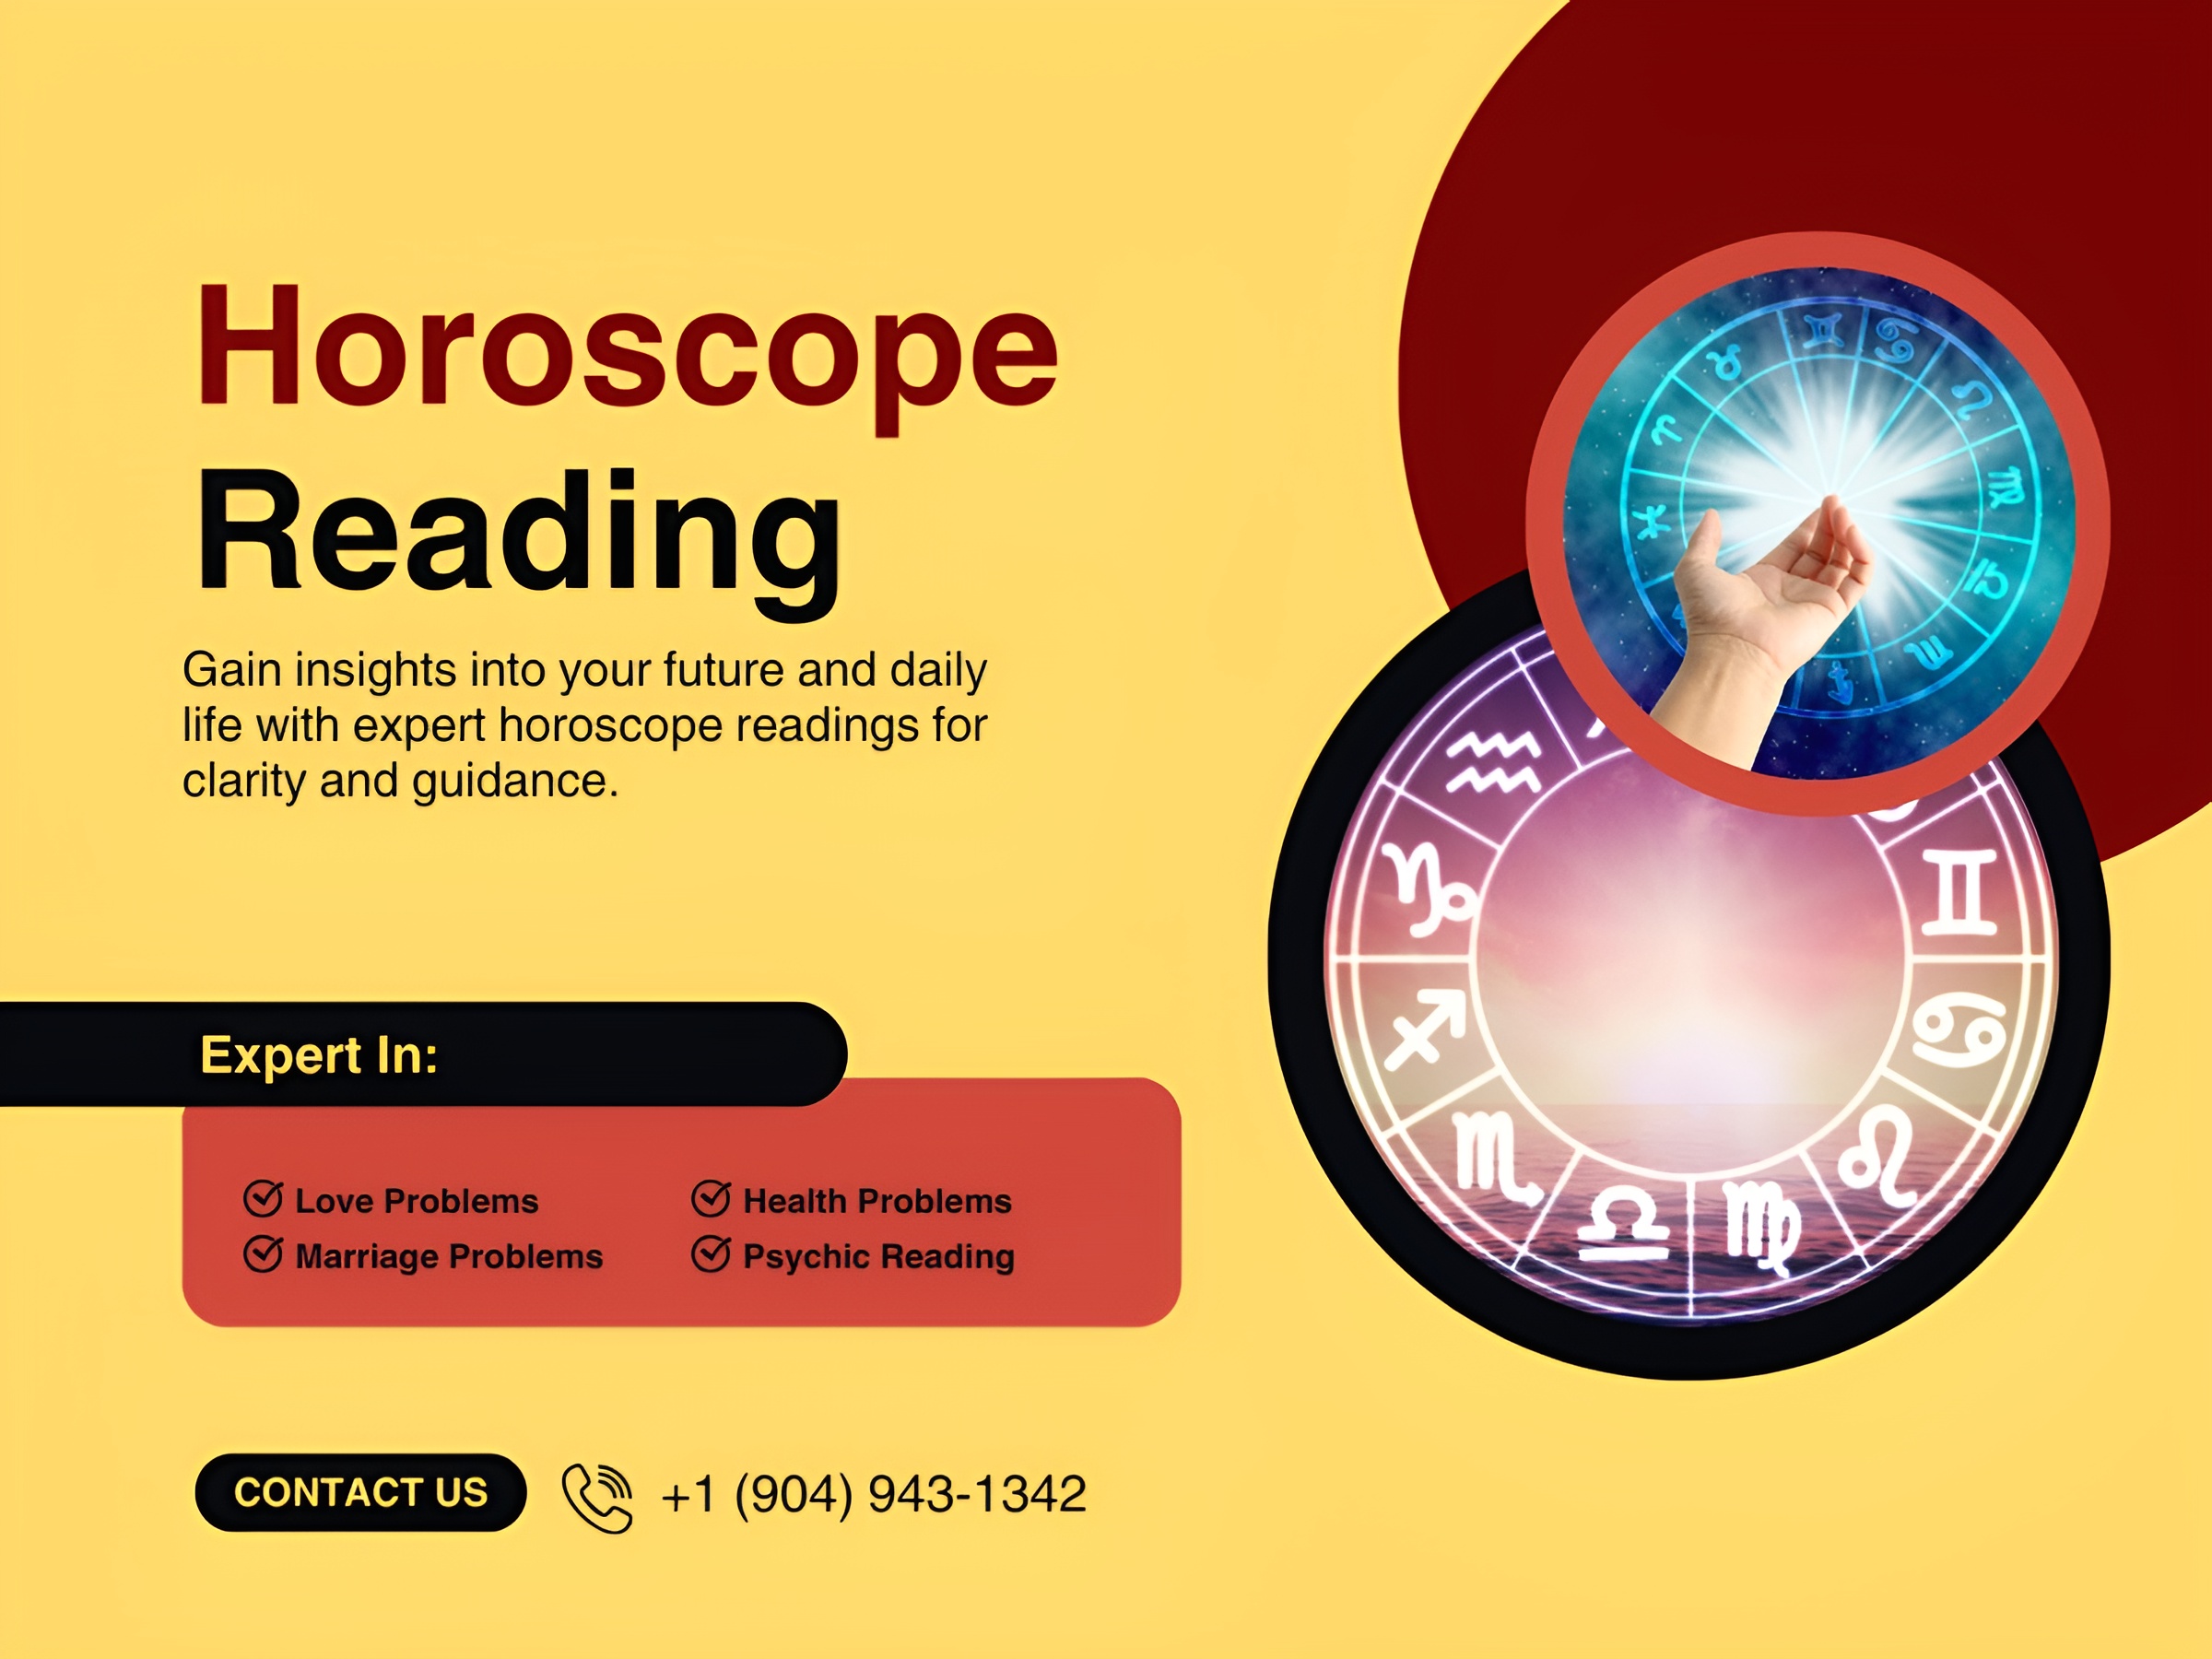 Horoscope
Reading
Gain insights into your future and daily
life with expert horoscope readings for
clarity and guidance.
Expert In:
Love Problems
Health Problems
Marriage Problems
Psychic Reading
CONTACT US
+1 (904) 943-1342